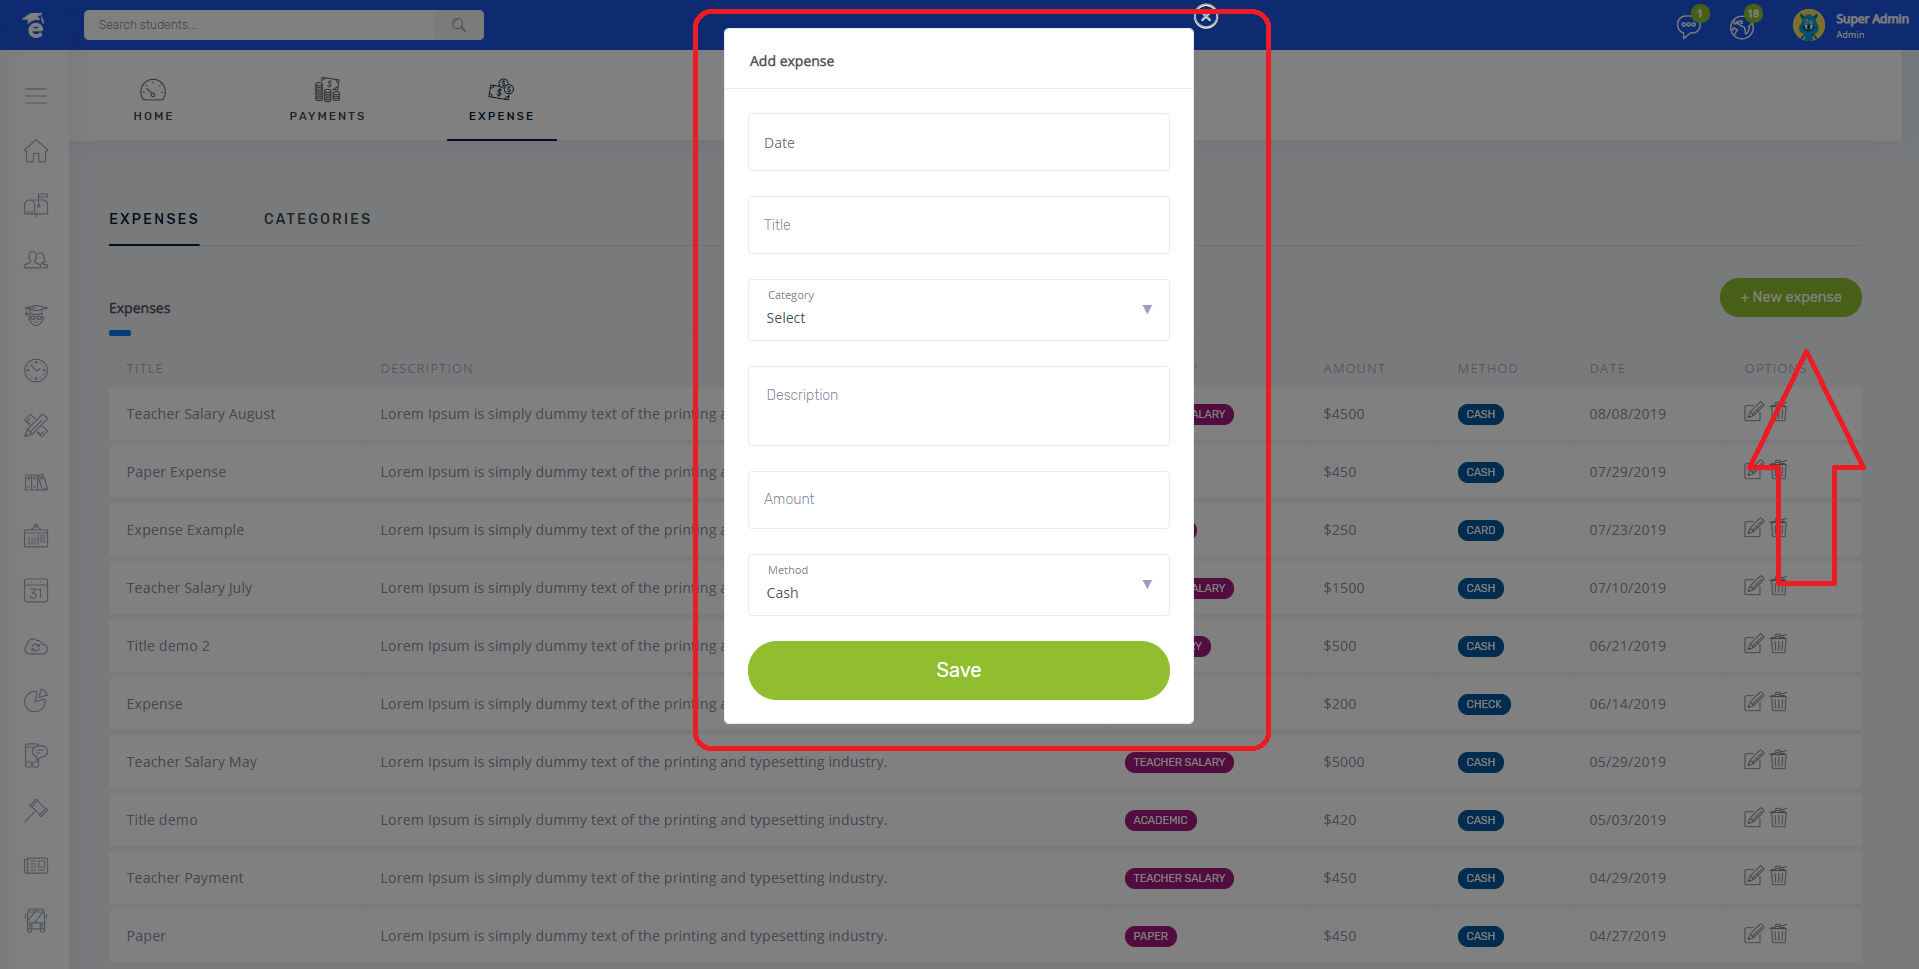 e
Search students...
1
18
Super Admin
Admin
HOME
PAYMENTS
EXPENSE
EXPENSES
CATEGORIES
Expenses
+ New expense
Add expense
Date
Title
Category
Select
Description
Amount
Method
Cash
Save
TITLE DESCRIPTION AMOUNT METHOD DATE OPTIONS
Teacher Salary August Lorem Ipsum is simply dummy text of the printing a ALARY $4500 CASH 08/08/2019
Paper Expense Lorem Ipsum is simply dummy text of the printing a $450 CASH 07/29/2019
Expense Example Lorem Ipsum is simply dummy text of the printing a $250 CARD 07/23/2019
Teacher Salary July Lorem Ipsum is simply dummy text of the printing a ALARY $1500 CASH 07/10/2019
Title demo 2 Lorem Ipsum is simply dummy text of the printing a RY $500 CASH 06/21/2019
Expense Lorem Ipsum is simply dummy text of the printing a $200 CHECK 06/14/2019
Teacher Salary May Lorem Ipsum is simply dummy text of the printing and typesetting industry. TEACHER SALARY $5000 CASH 05/29/2019
Title demo Lorem Ipsum is simply dummy text of the printing and typesetting industry. ACADEMIC $420 CASH 05/03/2019
Teacher Payment Lorem Ipsum is simply dummy text of the printing and typesetting industry. TEACHER SALARY $450 CASH 04/29/2019
Paper Lorem Ipsum is simply dummy text of the printing and typesetting industry. PAPER $450 CASH 04/27/2019
31